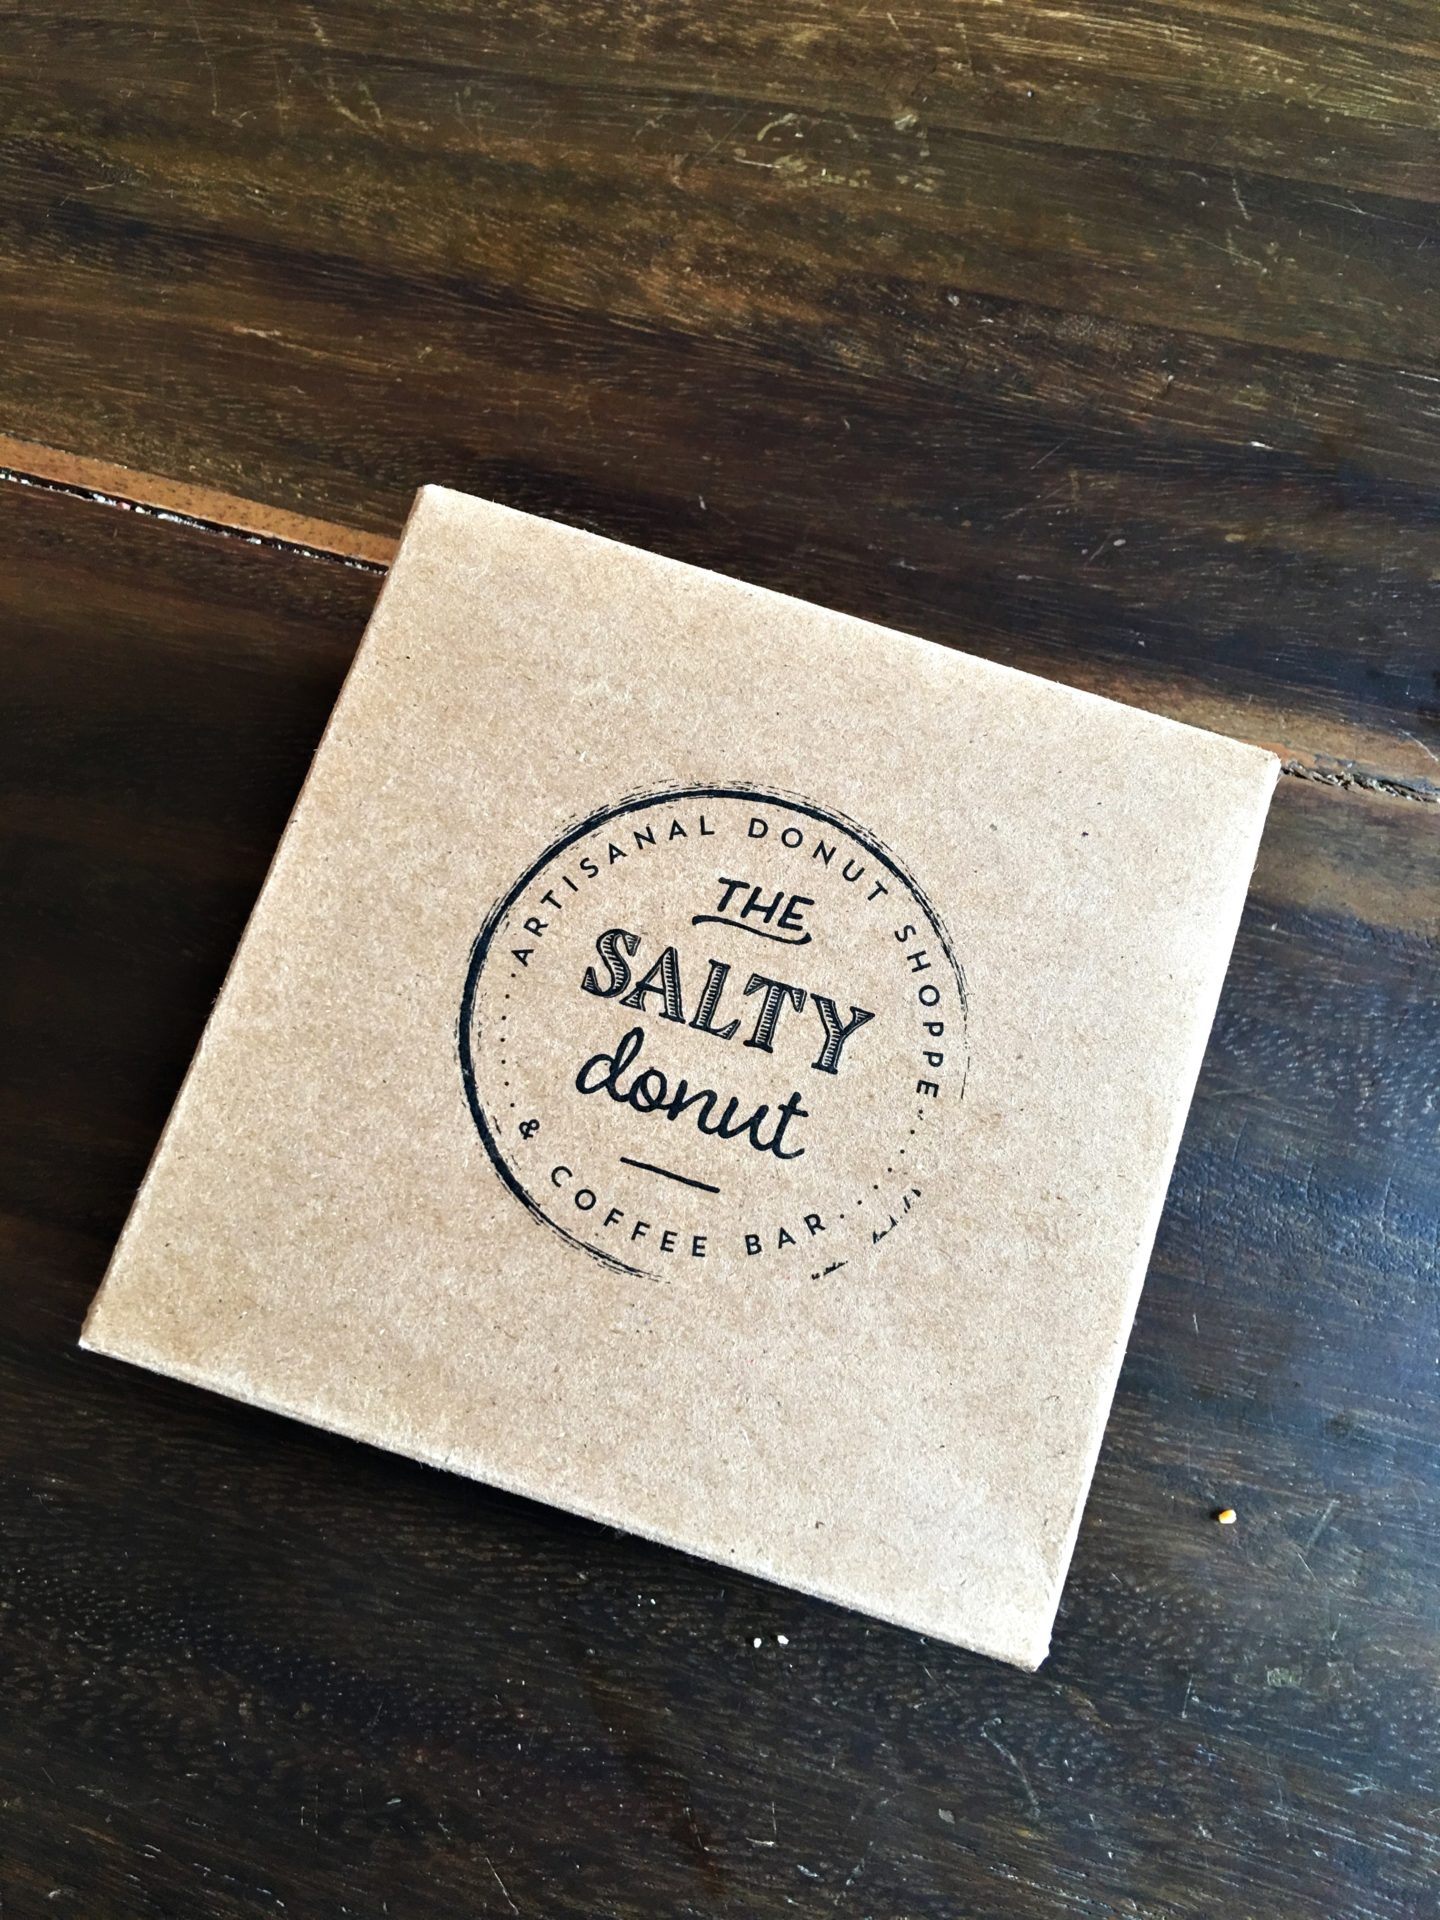 ARTISANAL DONUT SHOPPE
THE
SALTY
donut
& COFFEE BAR